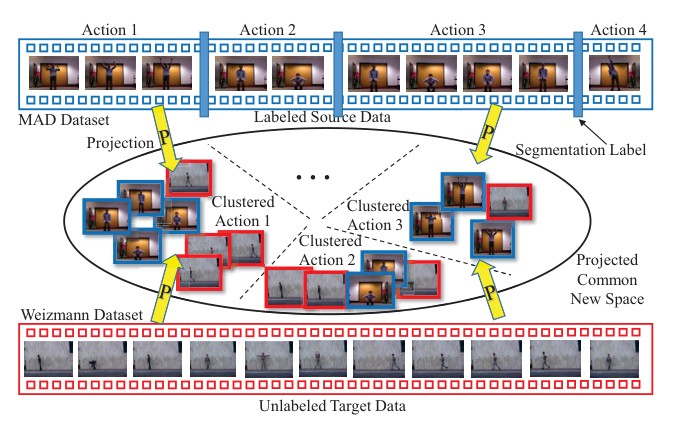 Action 1
Action 2
Action 3
Action 4
MAD Dataset
Labeled Source Data
Projection
P
P
Segmentation Label
...
Clustered
Action 1
Clustered
Action 3
Clustered
Action 2
Projected
Common
New Space
P
P
Weizmann Dataset
Unlabeled Target Data